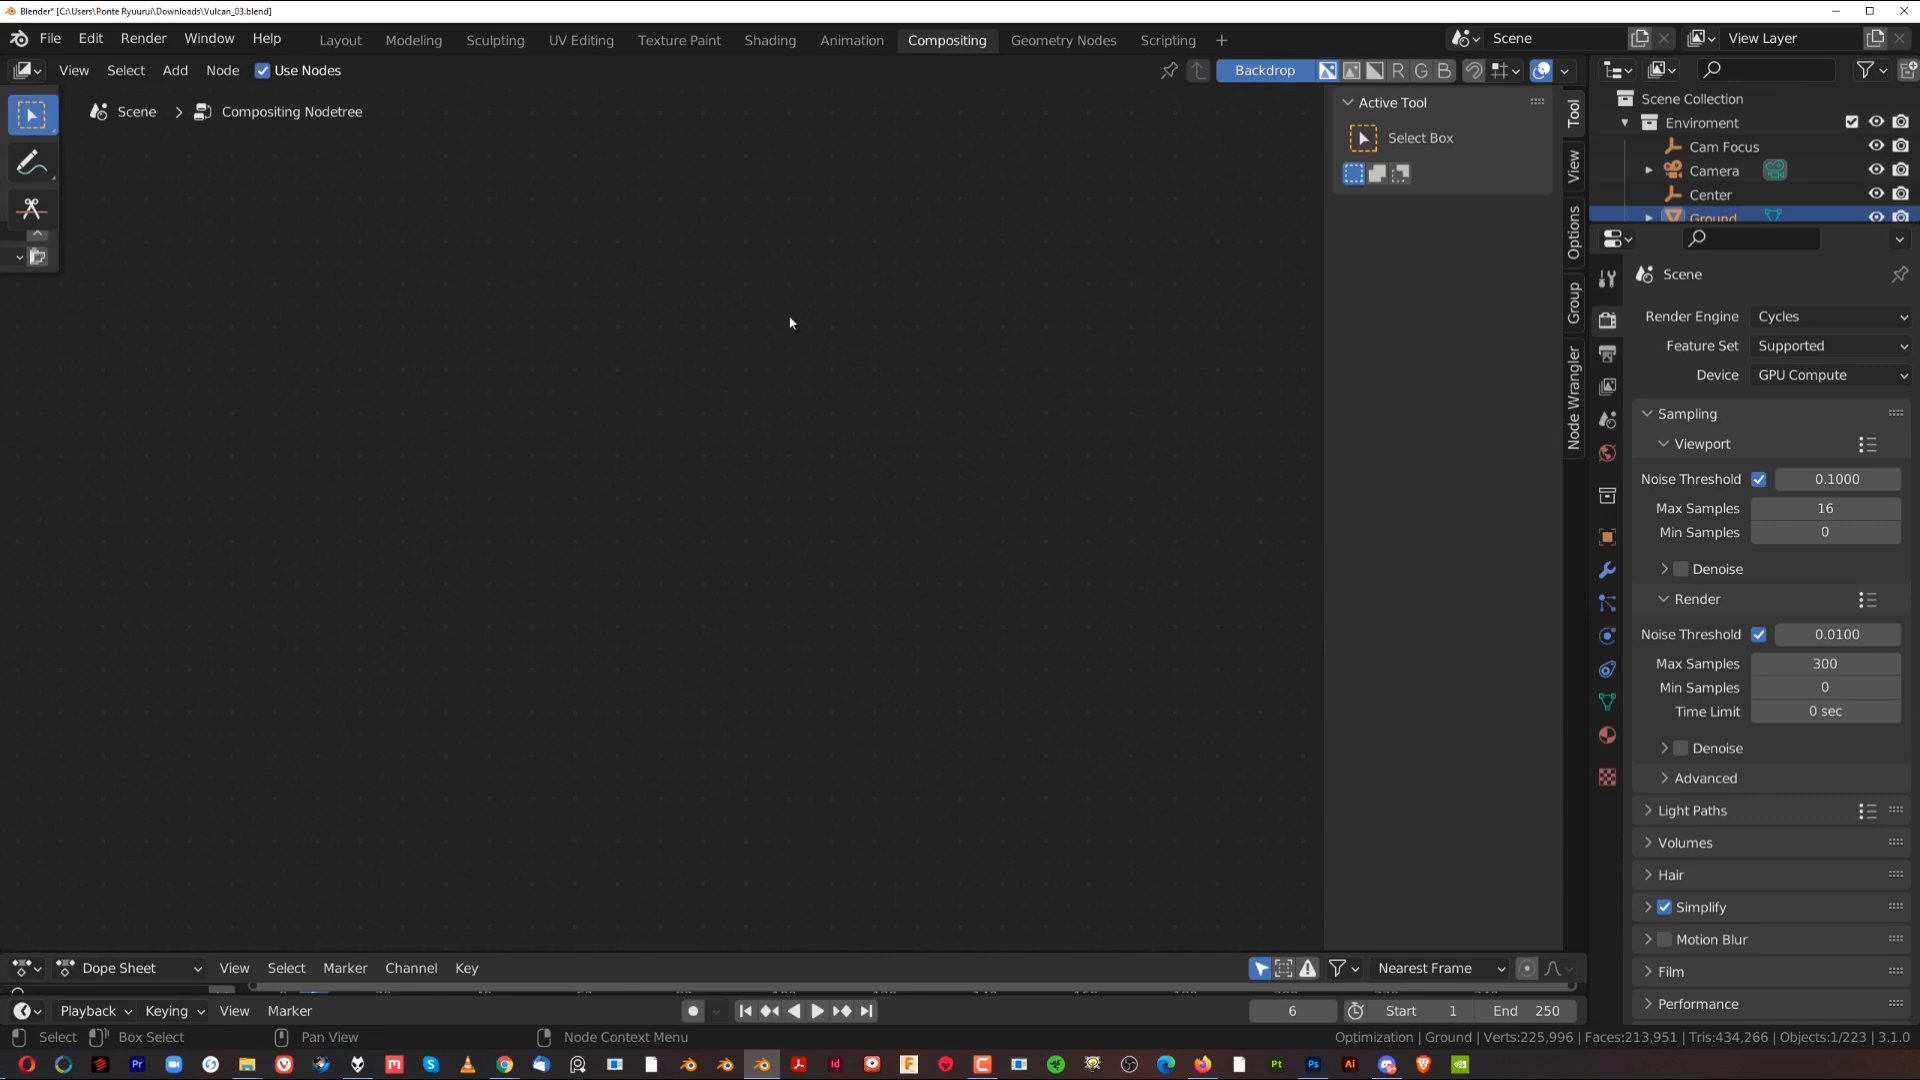 Blender* [C:\Users\Ponte Ryuurui\Downloads\Vulcan_03.blend]
File Edit Render Window Help Layout Modeling Sculpting UV Editing Texture Paint Shading Animation Compositing Geometry Nodes Scripting + Scene View Layer
View Select Add Node Use Nodes Backdrop R G B
Scene > Compositing Nodetree
Active Tool
Select Box
Tool
View
Options
Group
Node Wrangler
Scene Collection
Enviroment
Cam Focus
Camera
Center
Ground
Scene
Render Engine Cycles
Feature Set Supported
Device GPU Compute
Sampling
Viewport
Noise Threshold 0.1000
Max Samples 16
Min Samples 0
Denoise
Render
Noise Threshold 0.0100
Max Samples 300
Min Samples 0
Time Limit 0 sec
Denoise
Advanced
Light Paths
Volumes
Hair
Simplify
Motion Blur
Film
Performance
Dope Sheet View Select Marker Channel Key Nearest Frame
Playback Keying View Marker 6 Start 1 End 250
Select Box Select Pan View Node Context Menu Optimization | Ground | Verts:225,996 | Faces:213,951 | Tris:434,266 | Objects:1/223 | 3.1.0
Pr Id Pt Ps Ai